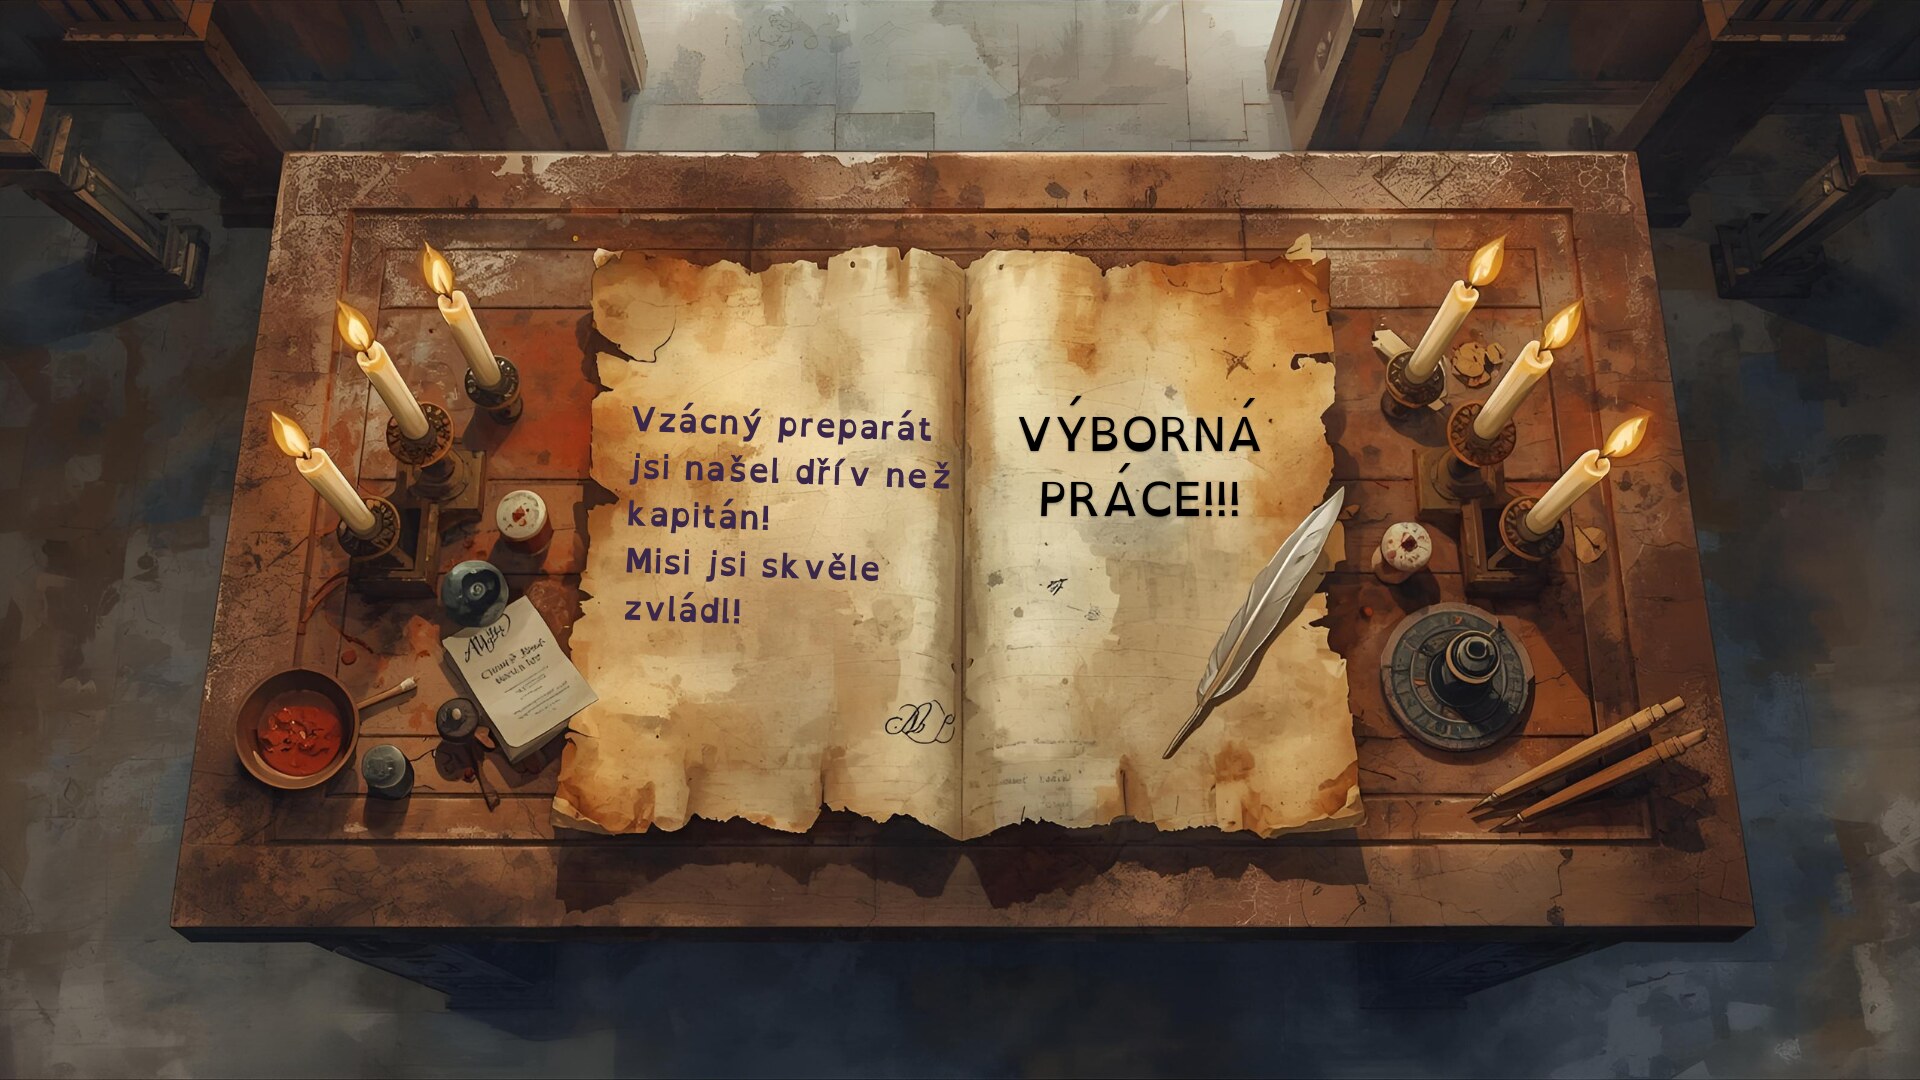 Vzácný preparát
jsi našel dřív než
kapitán!
Misi jsi skvěle
zvládl!
VÝBORNÁ
PRÁCE!!!